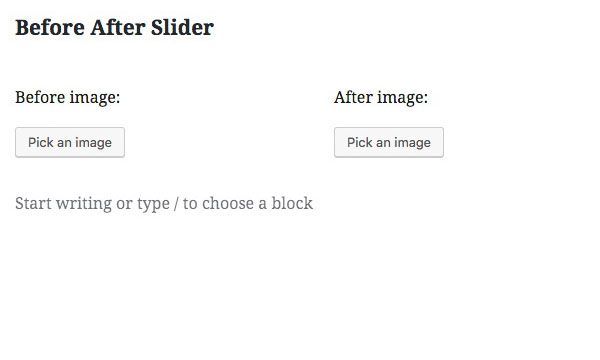 Before After Slider
Before image: After image:
Pick an image Pick an image
Start writing or type / to choose a block